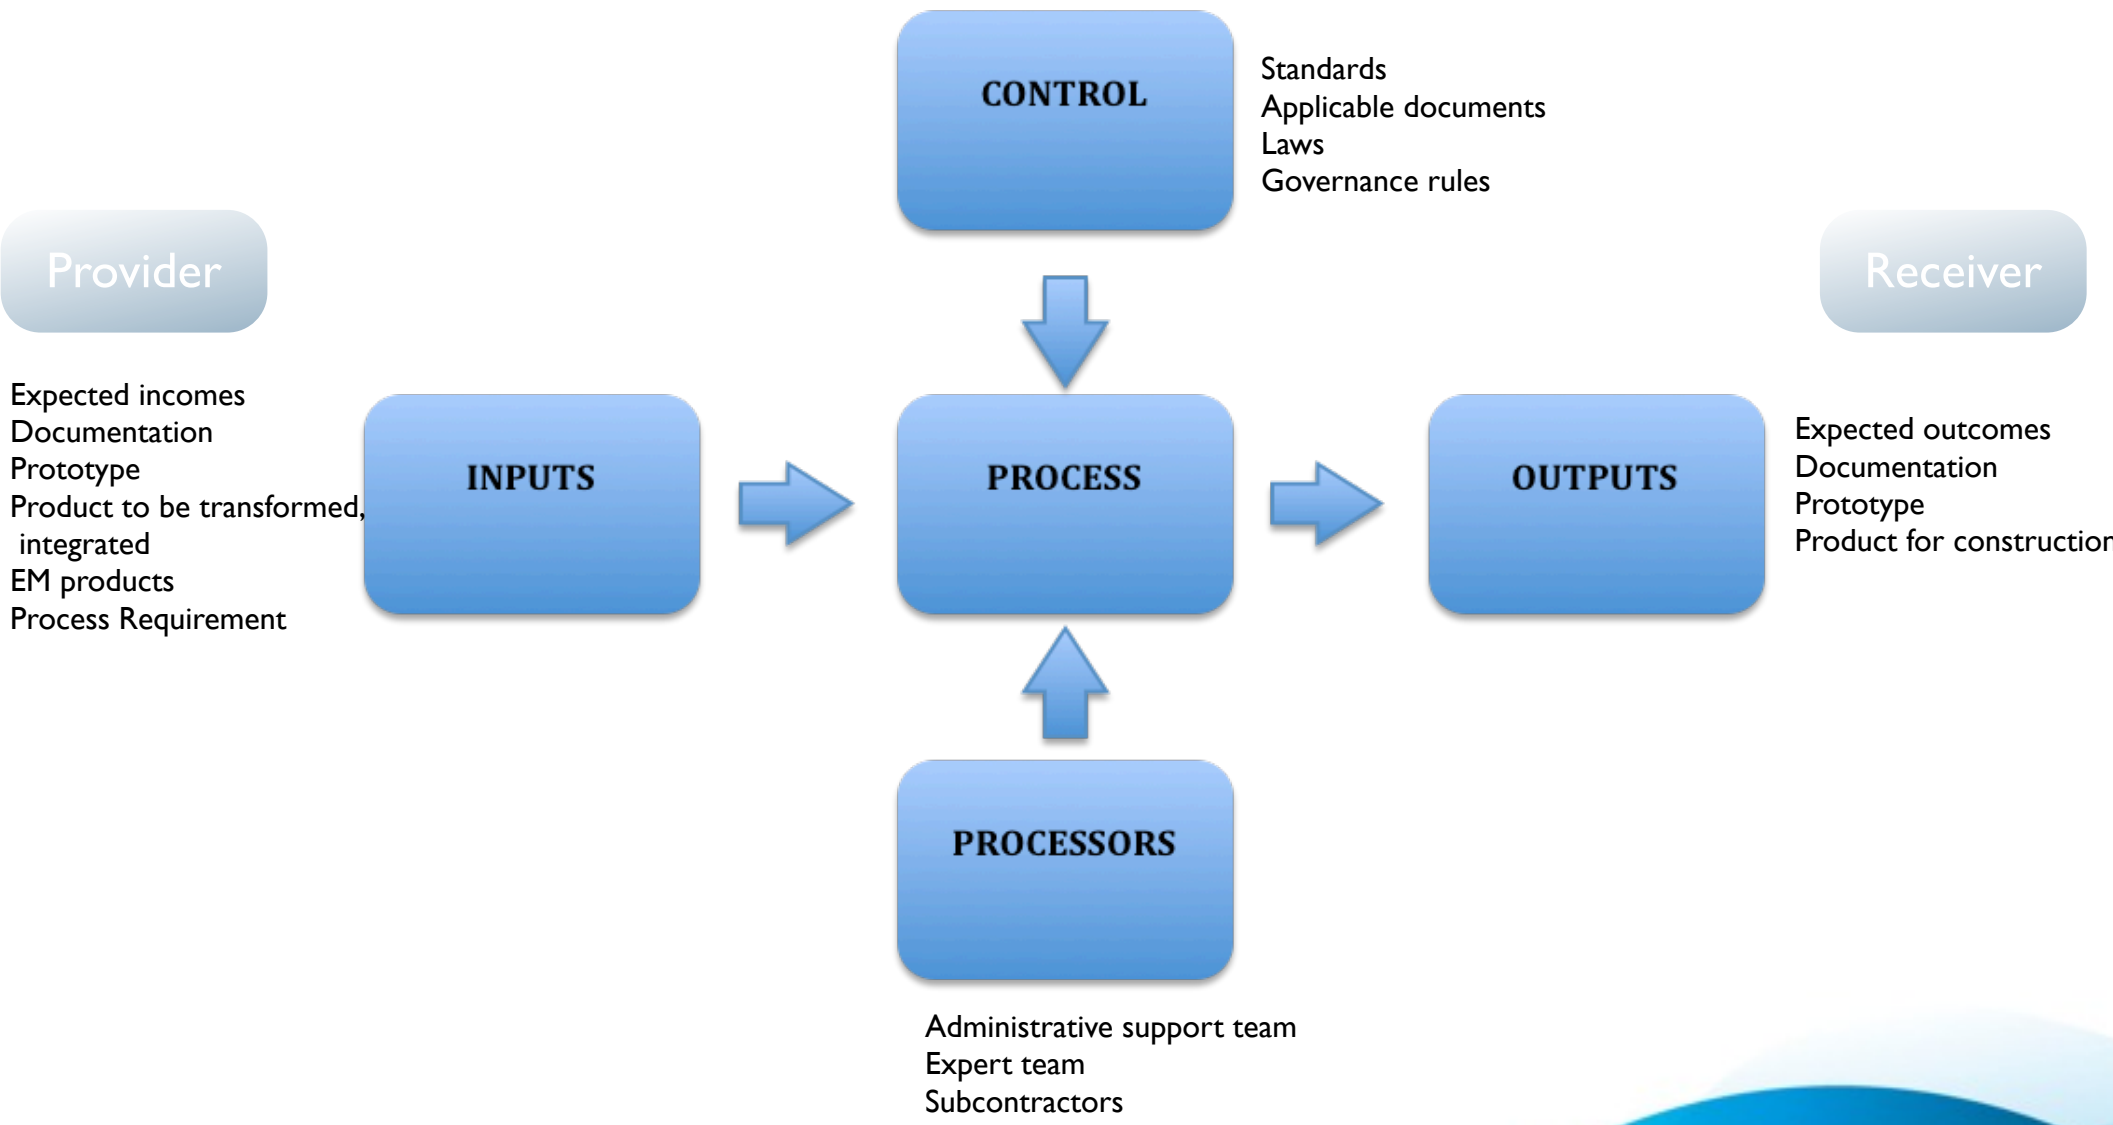 CONTROL
Standards
Applicable documents
Laws
Governance rules
Provider
Receiver
Expected incomes
Documentation
Prototype
Product to be transformed,
integrated
EM products
Process Requirement
INPUTS
PROCESS
OUTPUTS
Expected outcomes
Documentation
Prototype
Product for construction
PROCESSORS
Administrative support team
Expert team
Subcontractors